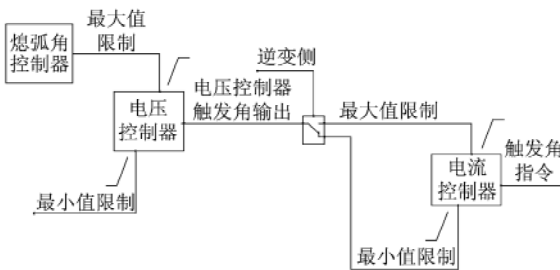 熄弧角
控制器
最大值
限制
电压
控制器
最小值限制
电压控制器
触发角输出
逆变侧
最大值限制
电流
控制器
触发角
指令
最小值限制